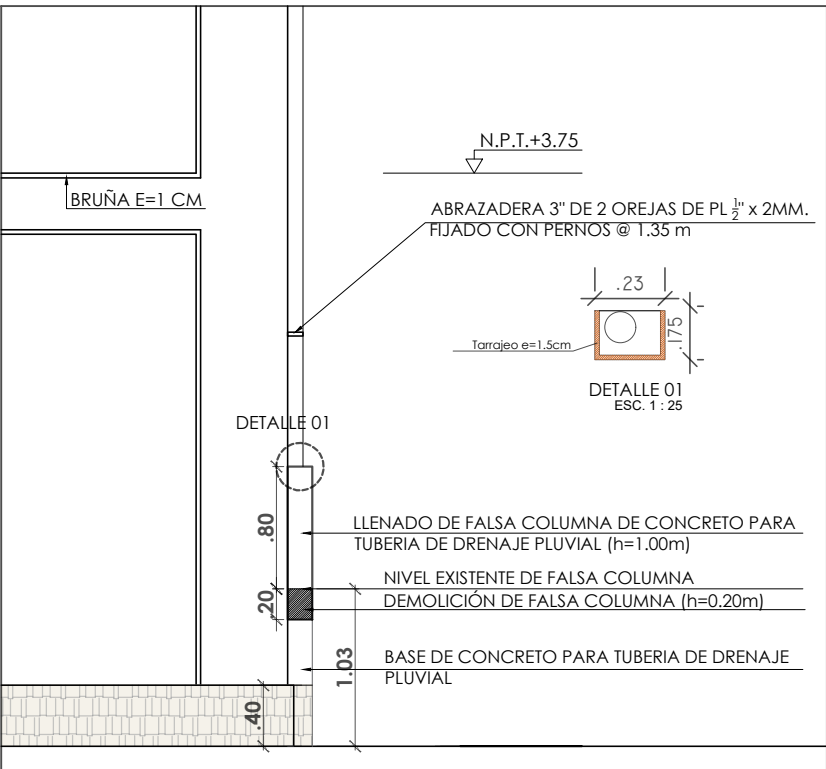 N.P.T.+3.75
BRUÑA E=1 CM
ABRAZADERA 3" DE 2 OREJAS DE PL ½" x 2MM.
FIJADO CON PERNOS @ 1.35 m
.23
.175
Tarrajeo e=1.5cm
DETALLE 01
ESC. 1 : 25
DETALLE 01
.80
LLENADO DE FALSA COLUMNA DE CONCRETO PARA
TUBERIA DE DRENAJE PLUVIAL (h=1.00m)
NIVEL EXISTENTE DE FALSA COLUMNA
.20
DEMOLICIÓN DE FALSA COLUMNA (h=0.20m)
1.03
BASE DE CONCRETO PARA TUBERIA DE DRENAJE
PLUVIAL
.40